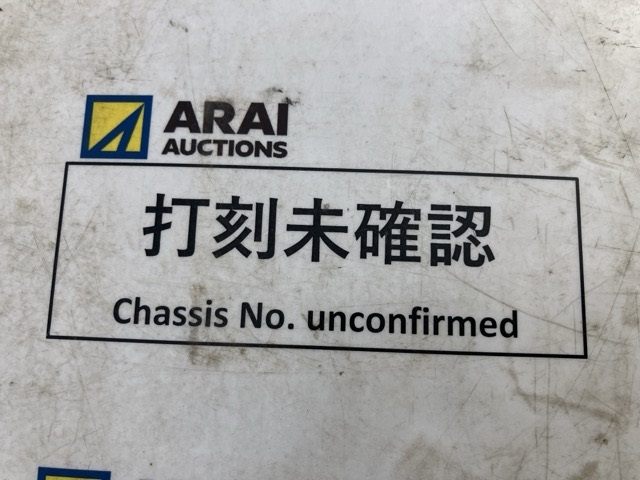 ARAI
AUCTIONS
打刻未確認
Chassis No. unconfirmed